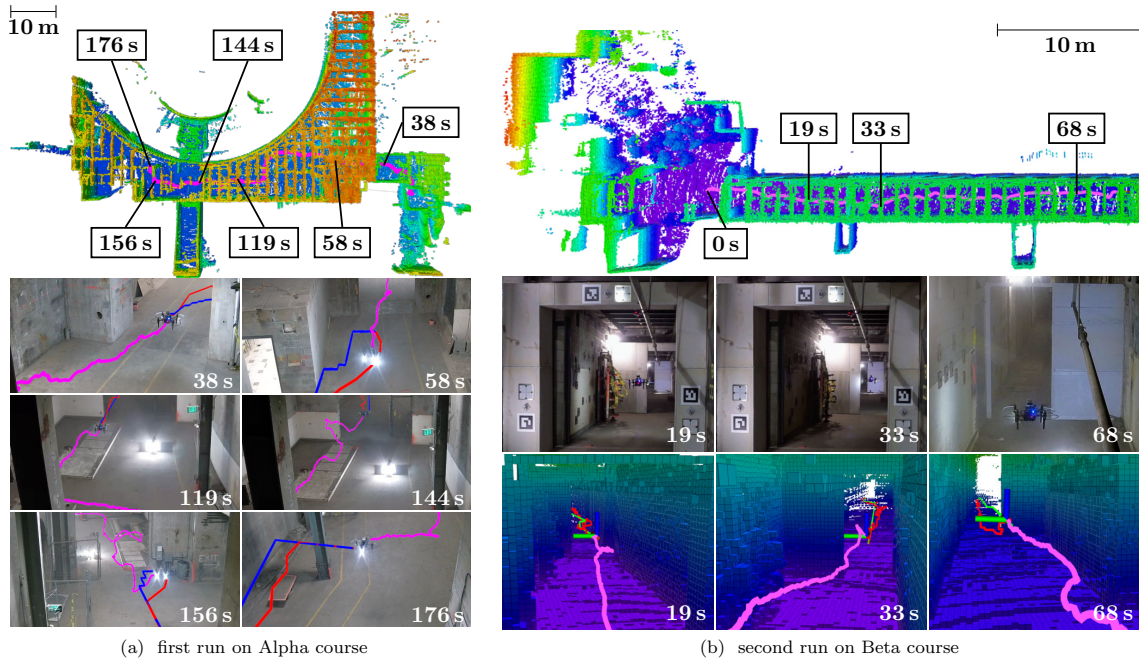 10 m
176 s
144 s
38 s
156 s
119 s
58 s
38 s
58 s
119 s
144 s
156 s
176 s
(a) first run on Alpha course
10 m
19 s
33 s
68 s
0 s
19 s
33 s
68 s
19 s
33 s
68 s
(b) second run on Beta course